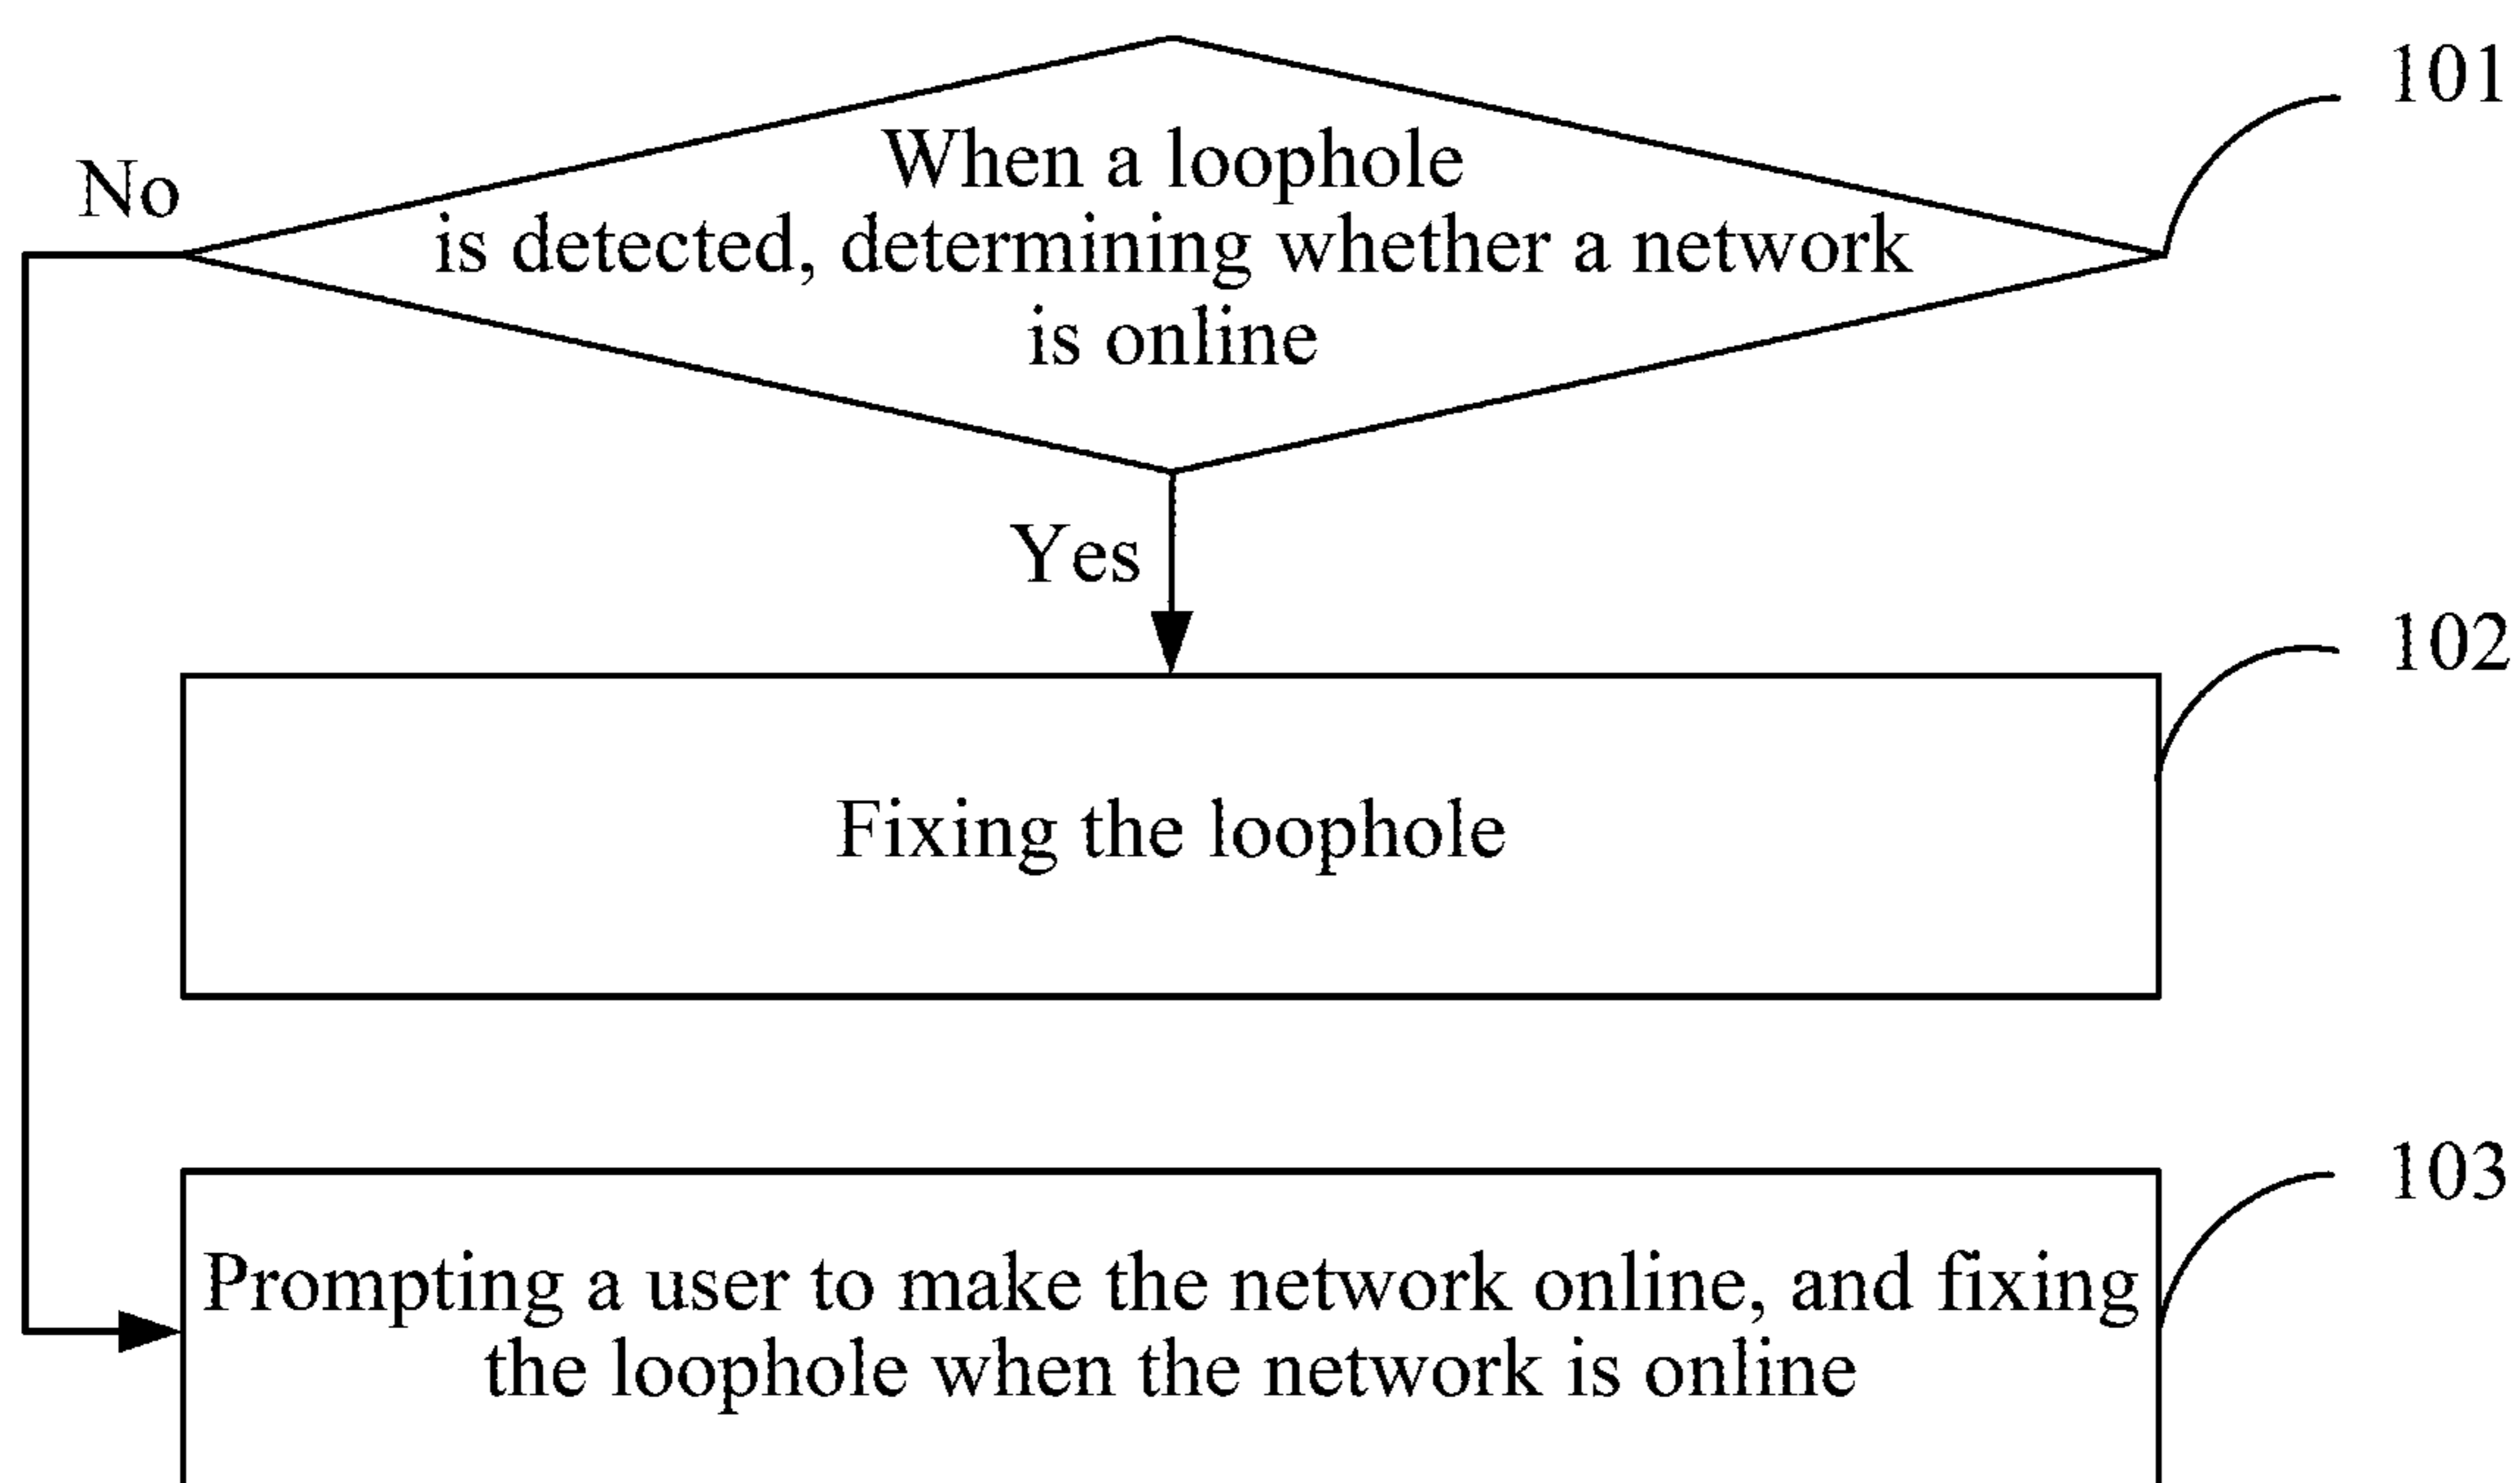 101
When a loophole
No
is detected, determining whether a network
is online
Yes
102
Fixing the loophole
103
Prompting a user to make the network online, and fixing
the loophole when the network is online